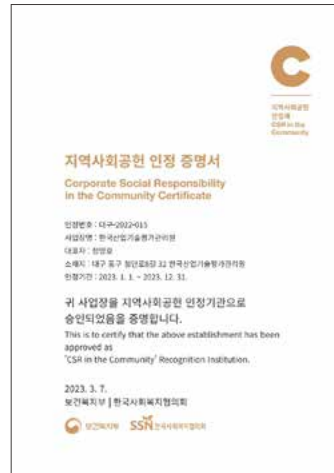 C
지역사회공헌
인정제
CSR in the
Community
지역사회공헌 인정 증명서
Corporate Social Responsibility
in the Community Certificate
인정번호 : 대구-2022-015
사업장명 : 한국산업기술평가관리원
대표자 : 전윤종
소재지 : 대구 동구 첨단로8길 32 한국산업기술평가관리원
인정기간 : 2023. 1. 1. ~ 2023. 12. 31.
귀 사업장을 지역사회공헌 인정기관으로
승인되었음을 증명합니다.
This is to certify that the above establishment has been
approved as
'CSR in the Community' Recognition Institution.
2023. 3. 7.
보건복지부 | 한국사회복지협의회
보건복지부 SSN 한국사회복지협의회